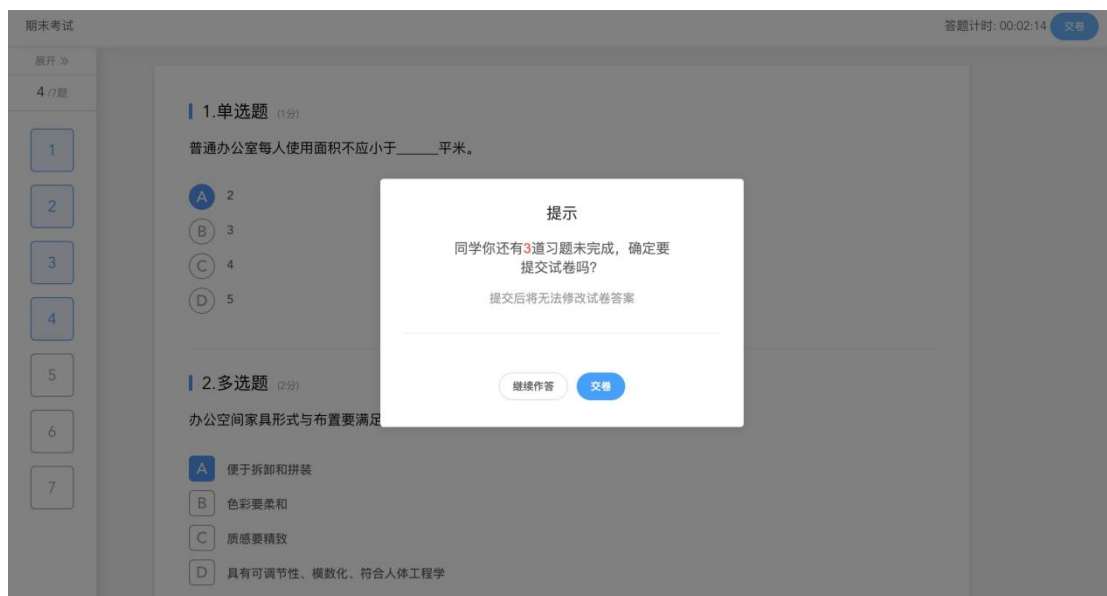 期末考试
答题计时: 00:02:14 交卷
展开 »
4 /7题
1
2
3
4
5
6
7
1.单选题 (1分)
普通办公室每人使用面积不应小于______平米。
A 2
B 3
C 4
D 5
2.多选题 (2分)
办公空间家具形式与布置要满足
A 便于拆卸和拼装
B 色彩要柔和
C 质感要精致
D 具有可调节性、模数化、符合人体工程学
提示
同学你还有3道习题未完成，确定要
提交试卷吗?
提交后将无法修改试卷答案
继续作答 交卷